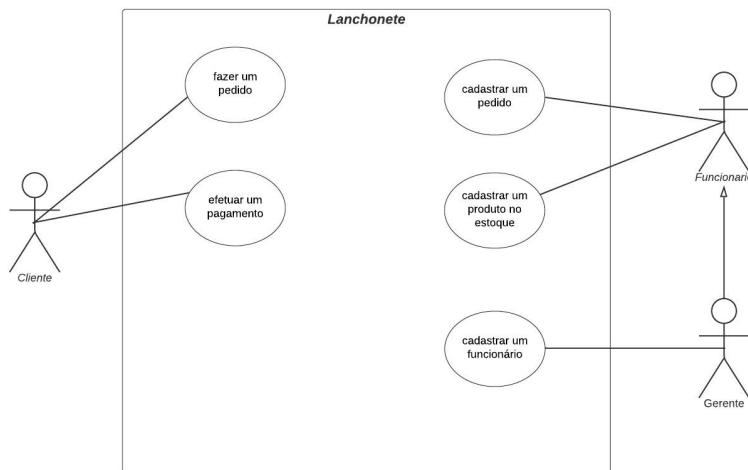 Lanchonete
fazer um
pedido
cadastrar um
pedido
Funcionario
efetuar um
pagamento
cadastrar um
produto no
estoque
Cliente
cadastrar um
funcionário
Gerente